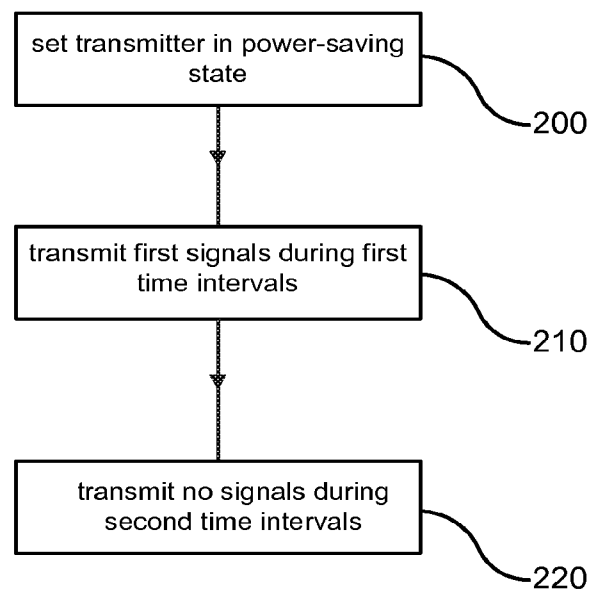 set transmitter in power-saving
state
200
transmit first signals during first
time intervals
210
transmit no signals during
second time intervals
220